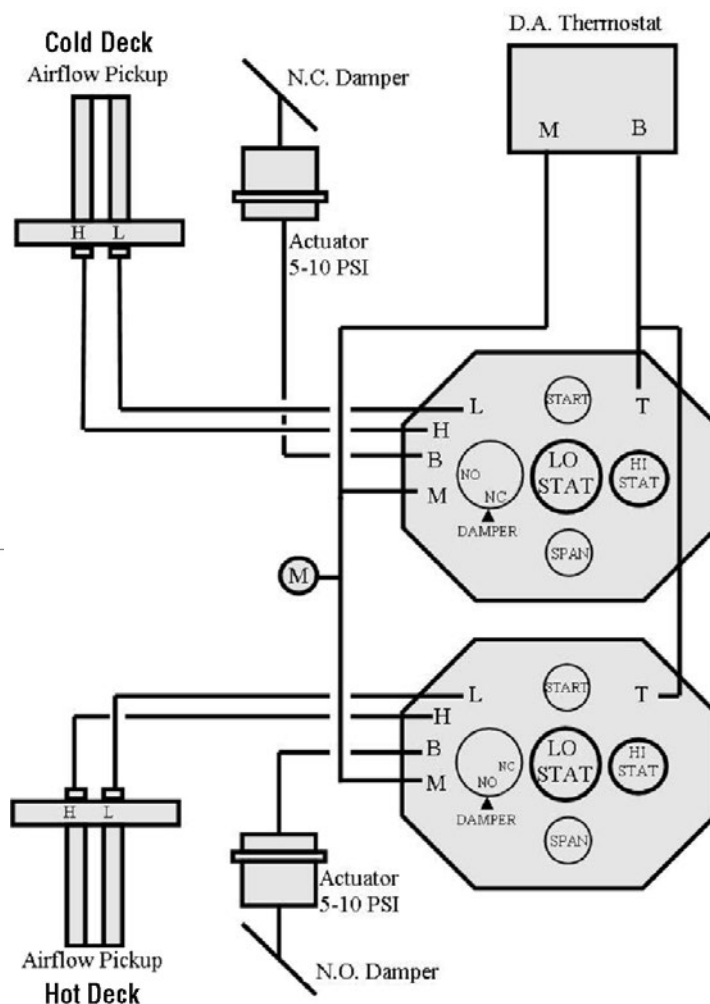 Cold Deck
Airflow Pickup
H L
N.C. Damper
Actuator
5-10 PSI
D.A. Thermostat
M B
L
H
B
M
START
T
NO
NC
DAMPER
LO
STAT
HI
STAT
SPAN
M
L
H
B
M
START
T
NC
NO
DAMPER
LO
STAT
HI
STAT
SPAN
H L
Airflow Pickup
Hot Deck
Actuator
5-10 PSI
N.O. Damper